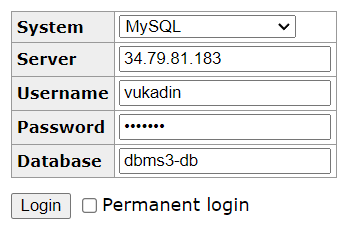 System MySQL
Server 34.79.81.183
Username vukadin
Password •••••••
Database dbms3-db
Login Permanent login